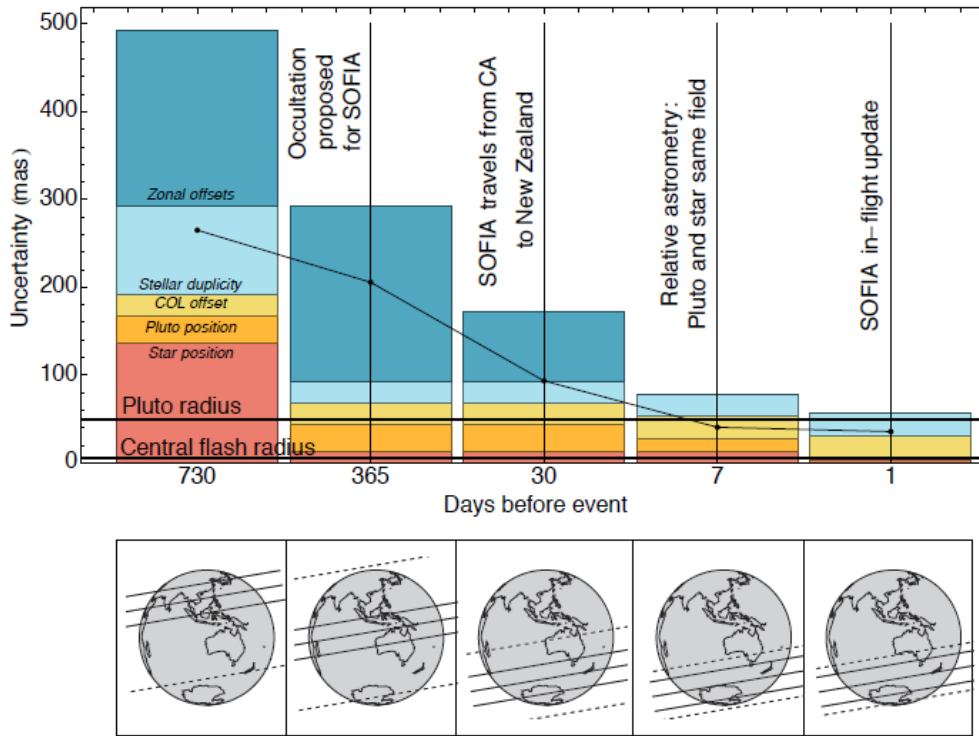 500
400
300
200
100
0
Uncertainty (mas)
Zonal offsets
Stellar duplicity
COL offset
Pluto position
Star position
Pluto radius
Central flash radius
Occultation
proposed
for SOFIA
SOFIA travels from CA
to New Zealand
Relative astrometry:
Pluto and star same field
SOFIA in-flight update
730
365
30
7
1
Days before event